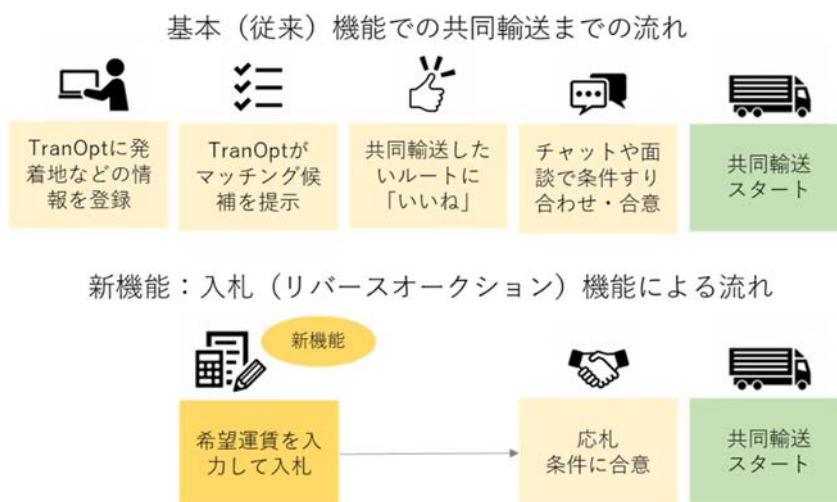 基本（従来）機能での共同輸送までの流れ
TranOptに発
着地などの情
報を登録
TranOptが
マッチング候
補を提示
共同輸送した
いルートに
「いいね」
チャットや面
談で条件すり
合わせ・合意
共同輸送
スタート
新機能：入札（リバースオークション）機能による流れ
新機能
希望運賃を入
力して入札
応札
条件に合意
共同輸送
スタート